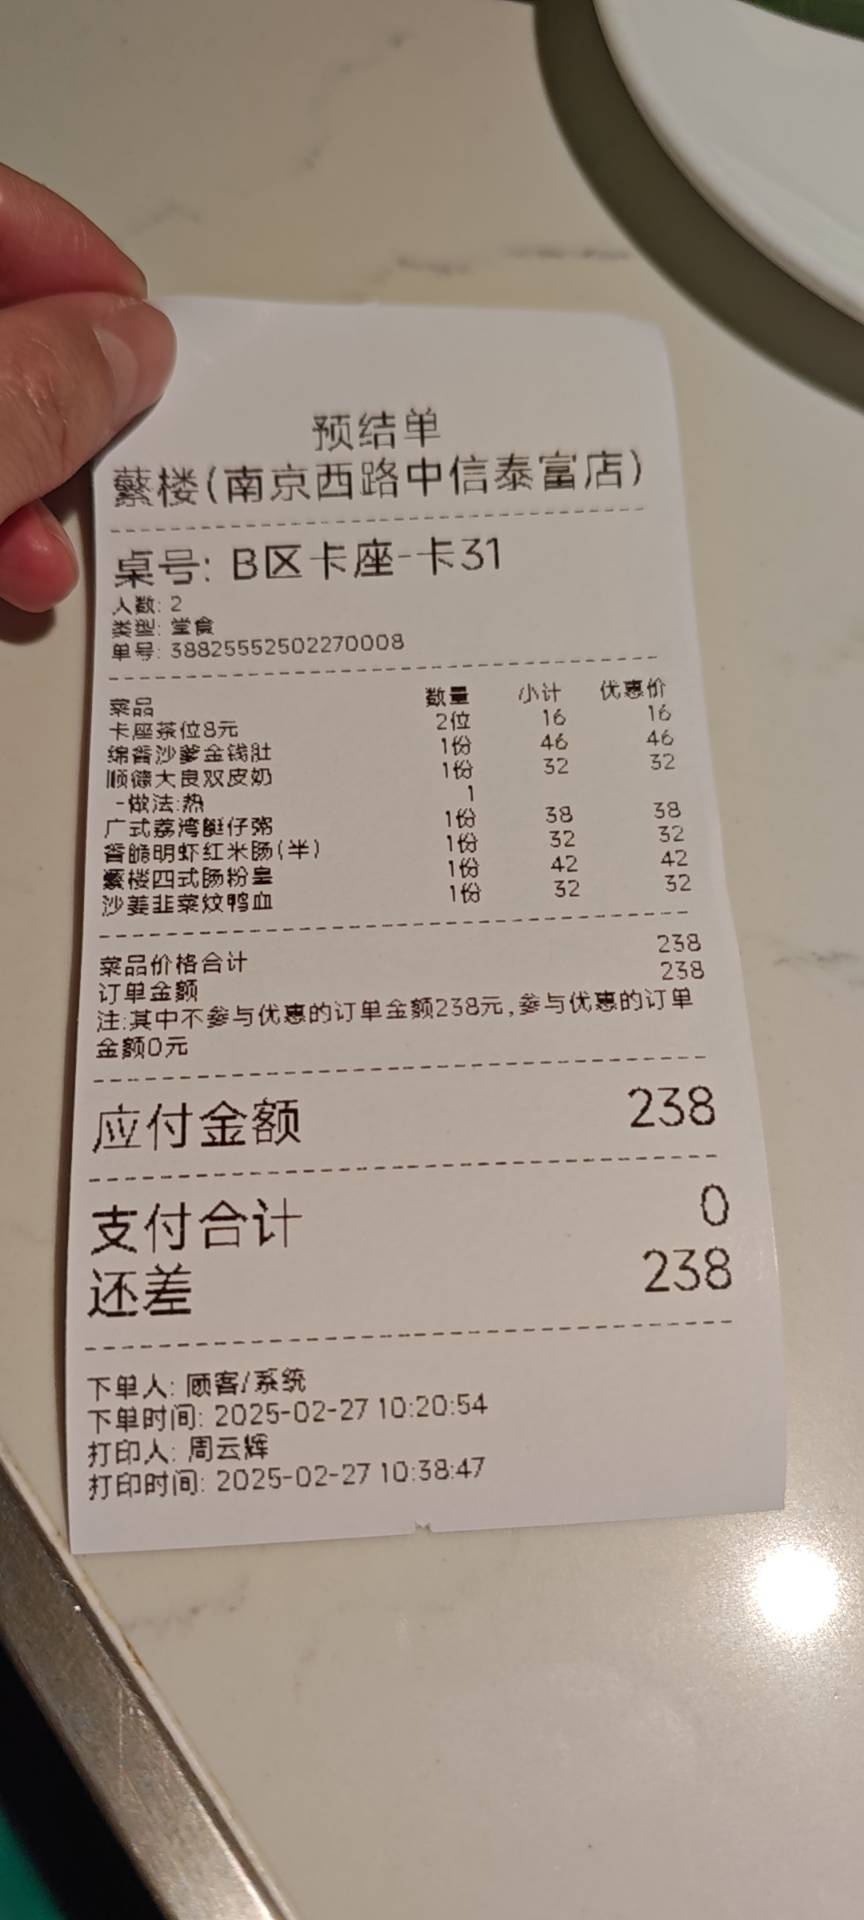 预结单
蘩楼(南京西路中信泰富店)
桌号: B区卡座-卡31
人数: 2
类型: 堂食
单号: 38825552502270008
菜品 数量 小计 优惠价
卡座茶位8元 2位 16 16
绵香沙爹金钱肚 1份 46 46
顺德大良双皮奶 1份 32 32
-做法:热 1
广式荔湾艇仔粥 1份 38 38
香脆明虾红米肠(半) 1份 32 32
蘩楼四式肠粉皇 1份 42 42
沙姜韭菜炆鸭血 1份 32 32
菜品价格合计 238
订单金额 238
注:其中不参与优惠的订单金额238元,参与优惠的订单
金额0元
应付金额 238
支付合计 0
还差 238
下单人: 顾客/系统
下单时间: 2025-02-27 10:20:54
打印人: 周云辉
打印时间: 2025-02-27 10:38:47